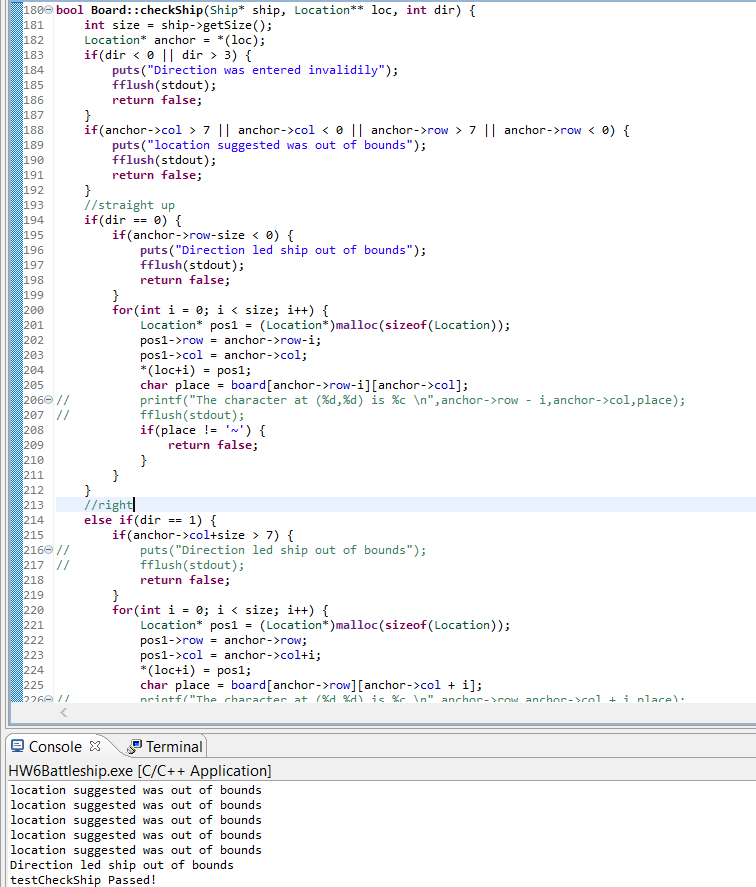 180 bool Board::checkShip(Ship* ship, Location** loc, int dir) {
181     int size = ship->getSize();
182     Location* anchor = *(loc);
183     if(dir < 0 || dir > 3) {
184         puts("Direction was entered invalidily");
185         fflush(stdout);
186         return false;
187     }
188     if(anchor->col > 7 || anchor->col < 0 || anchor->row > 7 || anchor->row < 0) {
189         puts("location suggested was out of bounds");
190         fflush(stdout);
191         return false;
192     }
193     //straight up
194     if(dir == 0) {
195         if(anchor->row-size < 0) {
196             puts("Direction led ship out of bounds");
197             fflush(stdout);
198             return false;
199         }
200         for(int i = 0; i < size; i++) {
201             Location* pos1 = (Location*)malloc(sizeof(Location));
202             pos1->row = anchor->row-i;
203             pos1->col = anchor->col;
204             *(loc+i) = pos1;
205             char place = board[anchor->row-i][anchor->col];
206 //          printf("The character at (%d,%d) is %c \n",anchor->row - i,anchor->col,place);
207 //          fflush(stdout);
208             if(place != '~') {
209                 return false;
210             }
211         }
212     }
213     //right
214     else if(dir == 1) {
215         if(anchor->col+size > 7) {
216 //          puts("Direction led ship out of bounds");
217 //          fflush(stdout);
218             return false;
219         }
220         for(int i = 0; i < size; i++) {
221             Location* pos1 = (Location*)malloc(sizeof(Location));
222             pos1->row = anchor->row;
223             pos1->col = anchor->col+i;
224             *(loc+i) = pos1;
225             char place = board[anchor->row][anchor->col + i];
226 //          printf("The character at (%d,%d) is %c \n",anchor->row,anchor->col + i,place);
Console Terminal
HW6Battleship.exe [C/C++ Application]
location suggested was out of bounds
location suggested was out of bounds
location suggested was out of bounds
location suggested was out of bounds
location suggested was out of bounds
Direction led ship out of bounds
testCheckShip Passed!